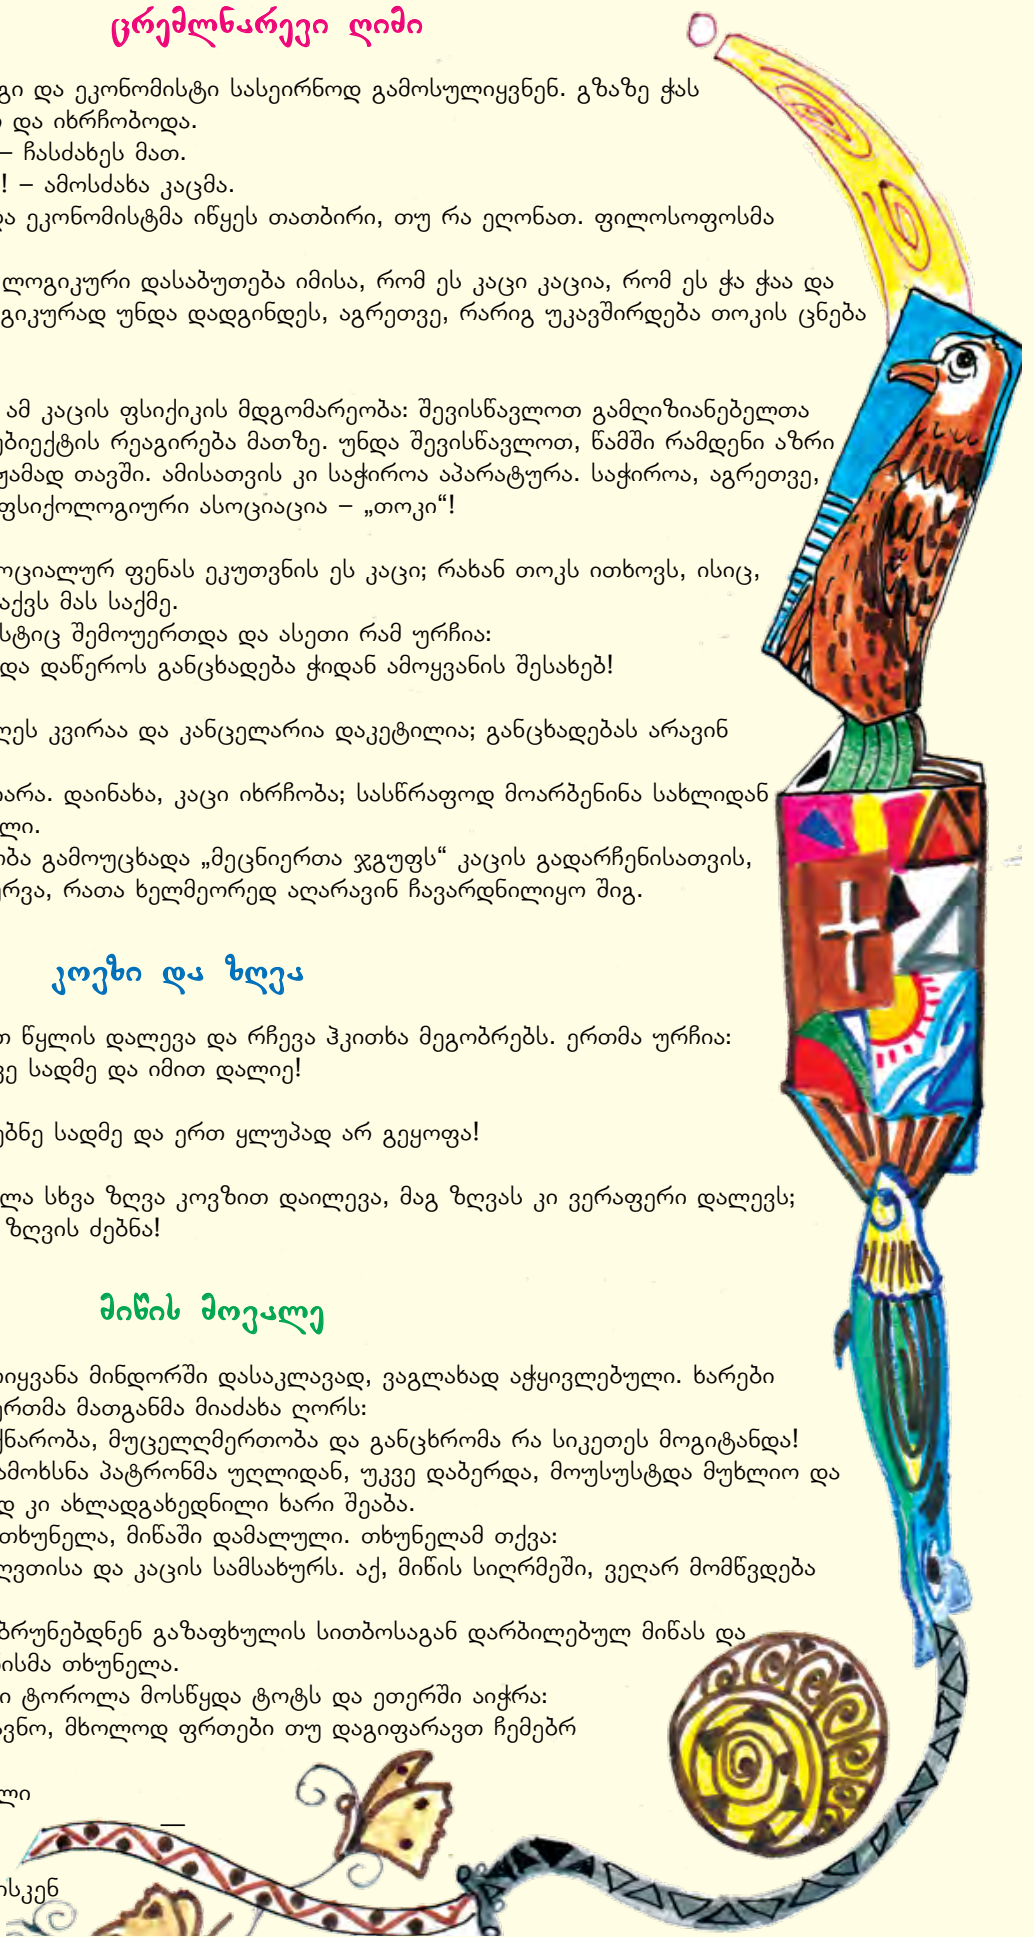 ცრემლნარევი ღიმი
გი და ეკონომისტი სასეირნოდ გამოსულიყვნენ. გზაზე ჭას
და იხრჩობოდა.
– ჩასძახეს მათ.
! – ამოსძახა კაცმა.
და ეკონომისტმა იწყეს თათბირი, თუ რა ეღონათ. ფილოსოფოსმა
ლოგიკური დასაბუთება იმისა, რომ ეს კაცი კაცია, რომ ეს ჭა ჭაა და
გიკურად უნდა დადგინდეს, აგრეთვე, რარიგ უკავშირდება თოკის ცნება
ამ კაცის ფსიქიკის მდგომარეობა: შევისწავლოთ გამღიზიანებელთა
უბიექტის რეაგირება მათზე. უნდა შევისწავლოთ, წამში რამდენი აზრი
ჟამად თავში. ამისათვის კი საჭიროა აპარატურა. საჭიროა, აგრეთვე,
ფსიქოლოგიური ასოციაცია – „თოკი“!
ოციალურ ფენას ეკუთვნის ეს კაცი; რახან თოკს ითხოვს, ისიც,
აქვს მას საქმე.
სტიც შემოუერთდა და ასეთი რამ ურჩია:
და დაწეროს განცხადება ჭიდან ამოყვანის შესახებ!
ღეს კვირაა და კანცელარია დაკეტილია; განცხადებას არავინ
იარა. დაინახა, კაცი იხრჩობა; სასწრაფოდ მოარბენინა სახლიდან
ლი.
ობა გამოუცხადა „მეცნიერთა ჯგუფს“ კაცის გადარჩენისათვის,
ურვა, რათა ხელმეორედ აღარავინ ჩავარდნილიყო შიგ.
კოვზი და ზღვა
თ წყლის დალევა და რჩევა ჰკითხა მეგობრებს. ერთმა ურჩია:
ვე სადმე და იმით დალიე!
ებნე სადმე და ერთ ყლუპად არ გეყოფა!
ლა სხვა ზღვა კოვზით დაილევა, მაგ ზღვას კი ვერაფერი დალევს;
ზღვის ძებნა!
მიწის მოვალე
იყვანა მინდორში დასაკლავად, ვაგლახად აჭყივლებული. ხარები
ერთმა მათგანმა მიაძახა ღორს:
ქნარობა, მუცელღმერთობა და განცხრომა რა სიკეთეს მოგიტანდა!
ამოხსნა პატრონმა უღლიდან, უკვე დაბერდა, მოუსუსტდა მუხლიო და
დ კი ახლადგახედნილი ხარი შეაბა.
თხუნელა, მიწაში დამალული. თხუნელამ თქვა:
ღვთისა და კაცის სამსახურს. აქ, მიწის სიღრმეში, ვეღარ მომწვდება
ბრუნებდნენ გაზაფხულის სითბოსაგან დარბილებულ მიწას და
ისმა თხუნელა.
ი ტოროლა მოსწყდა ტოტს და ეთერში აიჭრა:
ავნო, მხოლოდ ფრთები თუ დაგიფარავთ ჩემებრ
ლი
—
ისკენ